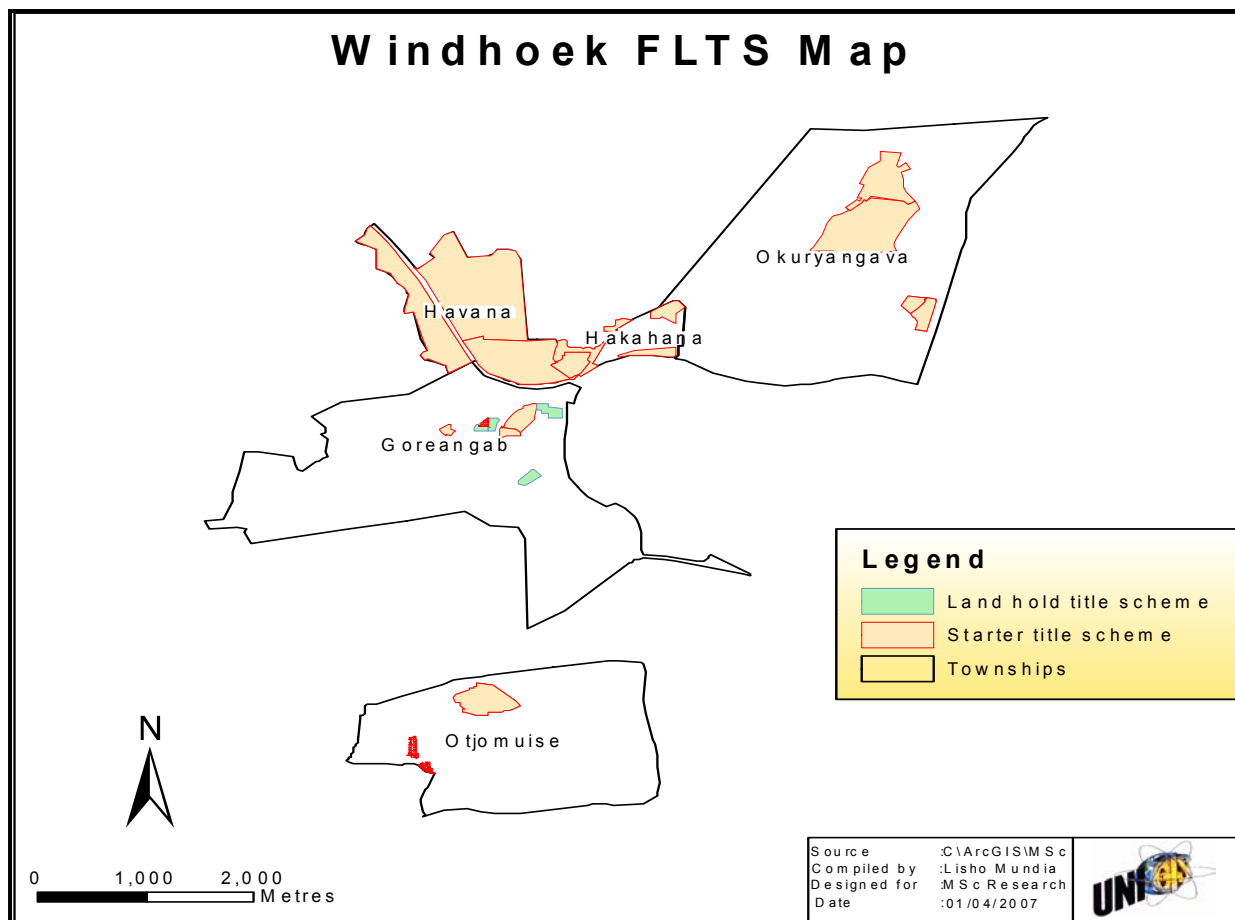 Windhoek FLTS Map
Okuryangava
Havana
Hakahana
Goreangab
Legend
Land hold title scheme
Starter title scheme
Townships
Otjomuise
N
0 1,000 2,000
Metres
Source :C\ArcGIS\MSc
Compiled by :Lisho Mundia
Designed for :MSc Research
Date :01/04/2007